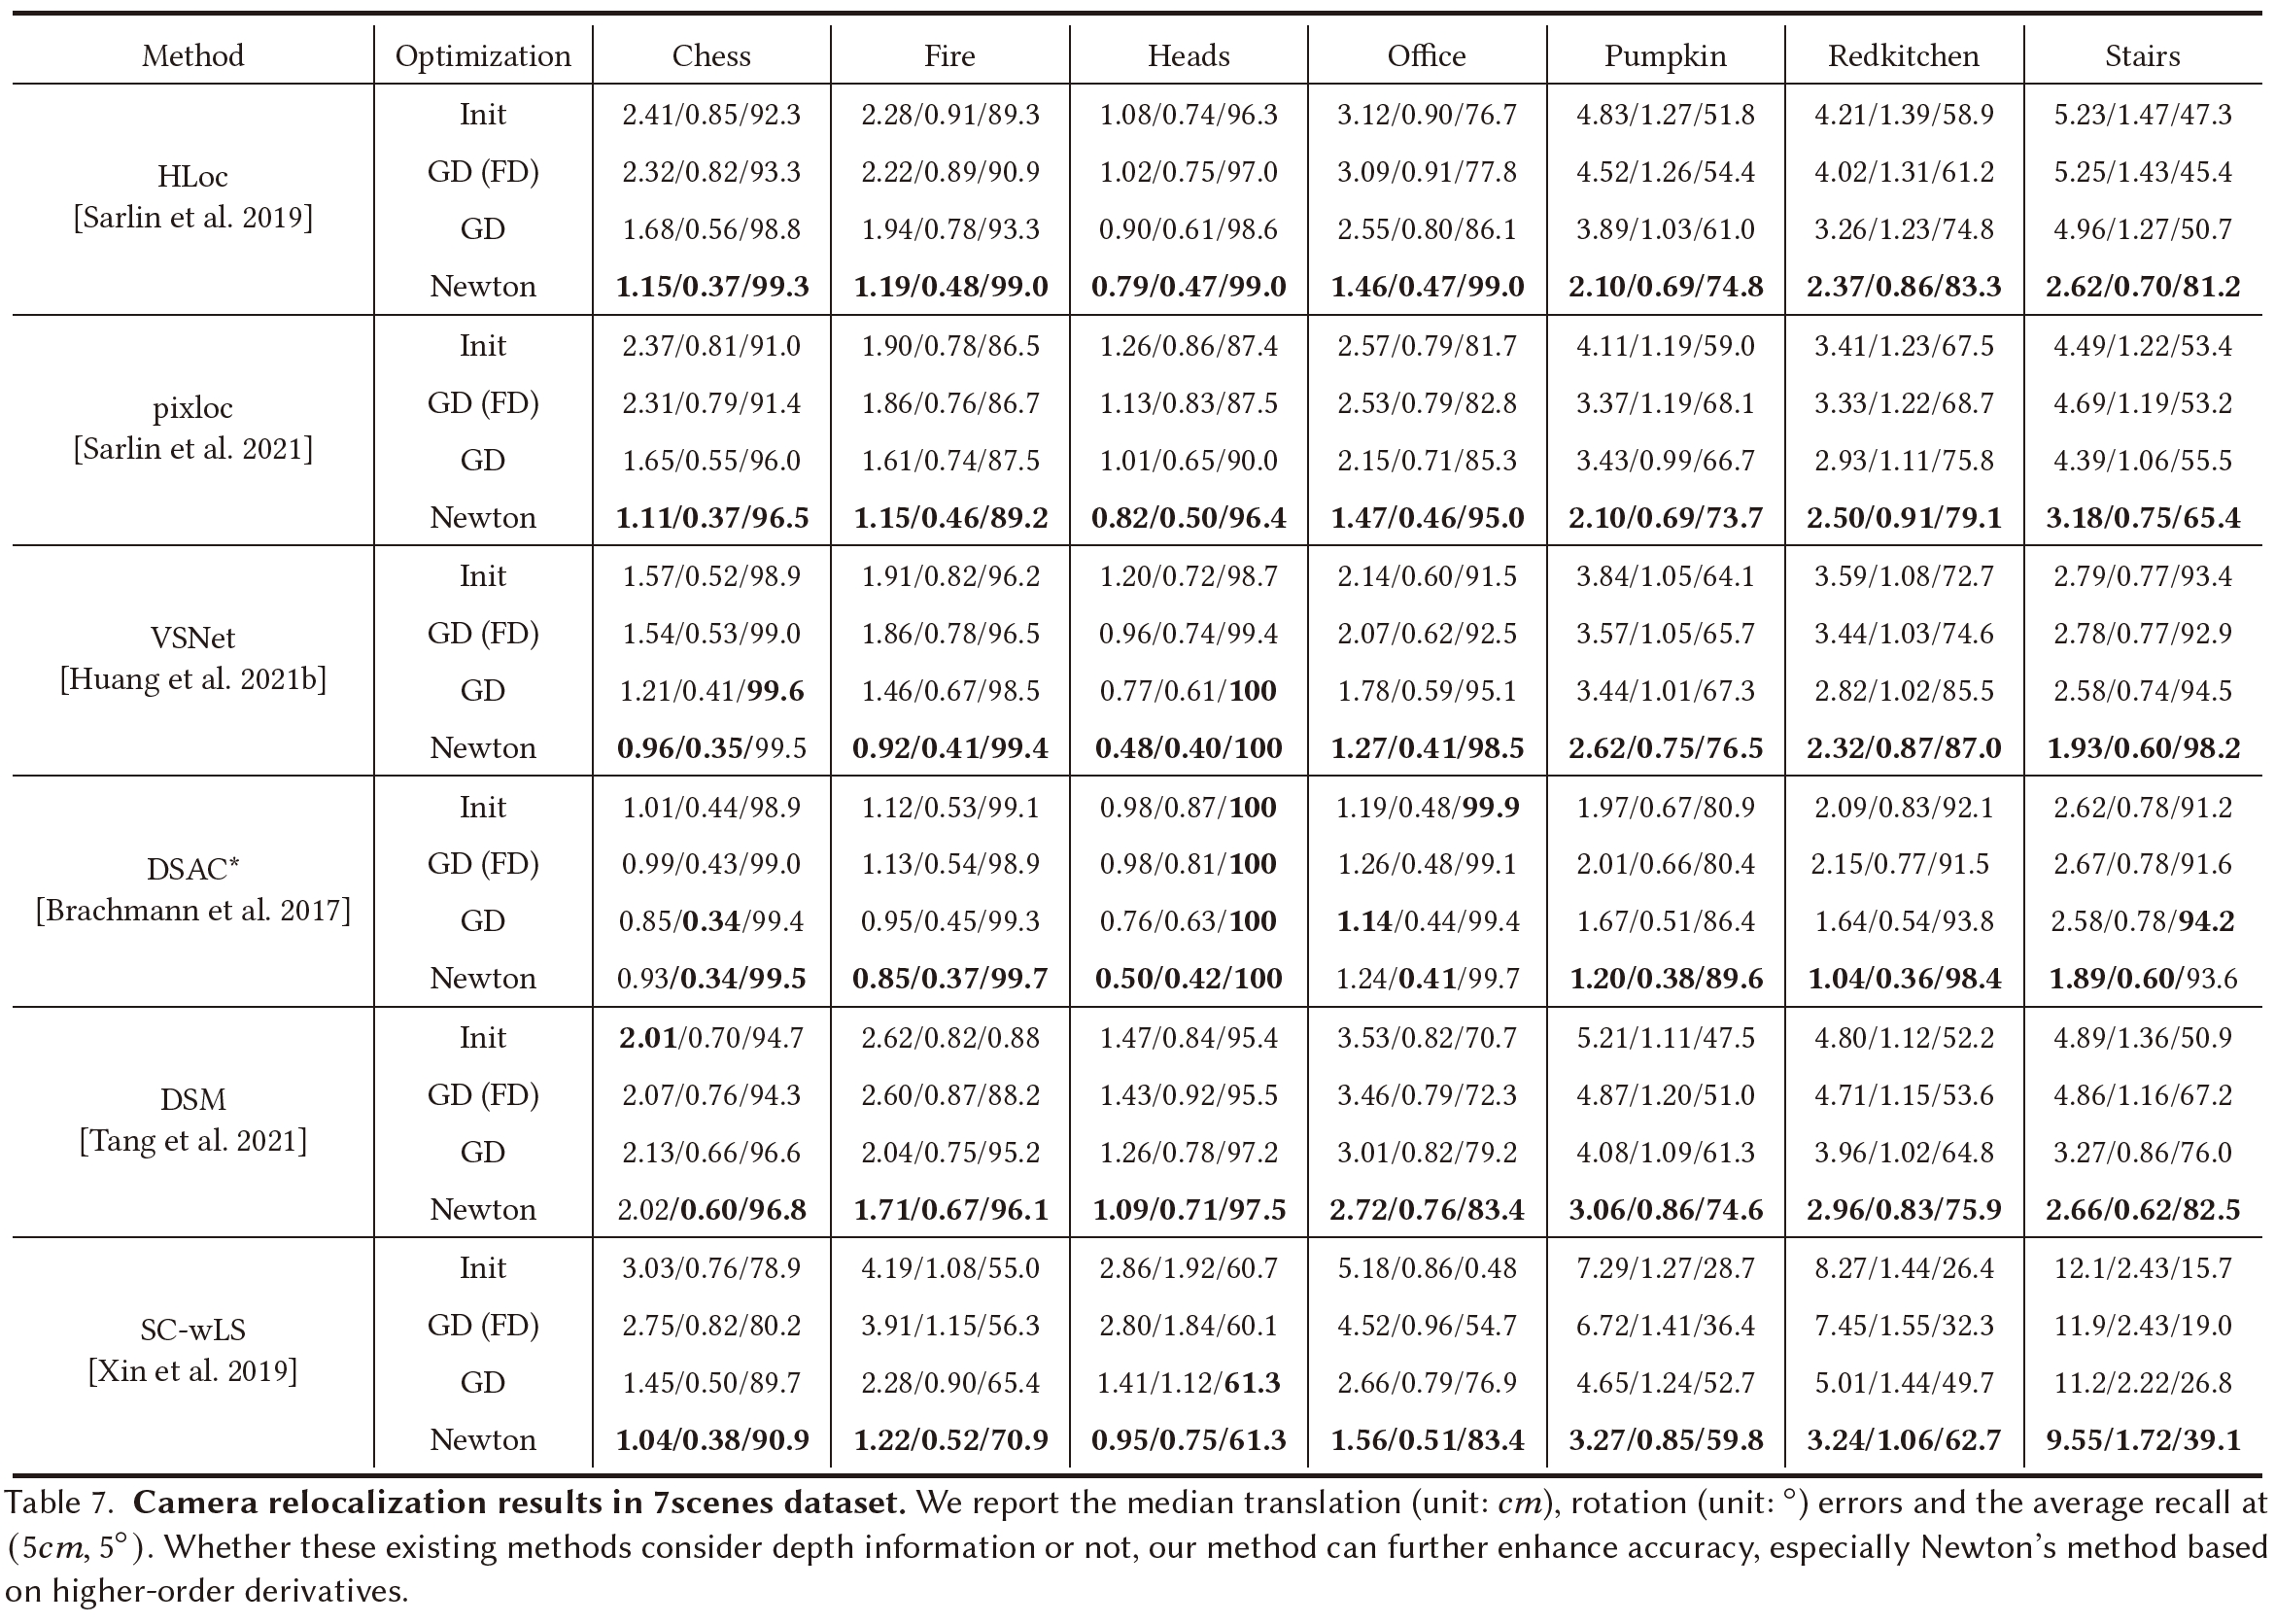 Method Optimization Chess Fire Heads Office Pumpkin Redkitchen Stairs
HLoc
[Sarlin et al. 2019]
Init 2.41/0.85/92.3 2.28/0.91/89.3 1.08/0.74/96.3 3.12/0.90/76.7 4.83/1.27/51.8 4.21/1.39/58.9 5.23/1.47/47.3
GD (FD) 2.32/0.82/93.3 2.22/0.89/90.9 1.02/0.75/97.0 3.09/0.91/77.8 4.52/1.26/54.4 4.02/1.31/61.2 5.25/1.43/45.4
GD 1.68/0.56/98.8 1.94/0.78/93.3 0.90/0.61/98.6 2.55/0.80/86.1 3.89/1.03/61.0 3.26/1.23/74.8 4.96/1.27/50.7
Newton 1.15/0.37/99.3 1.19/0.48/99.0 0.79/0.47/99.0 1.46/0.47/99.0 2.10/0.69/74.8 2.37/0.86/83.3 2.62/0.70/81.2
pixloc
[Sarlin et al. 2021]
Init 2.37/0.81/91.0 1.90/0.78/86.5 1.26/0.86/87.4 2.57/0.79/81.7 4.11/1.19/59.0 3.41/1.23/67.5 4.49/1.22/53.4
GD (FD) 2.31/0.79/91.4 1.86/0.76/86.7 1.13/0.83/87.5 2.53/0.79/82.8 3.37/1.19/68.1 3.33/1.22/68.7 4.69/1.19/53.2
GD 1.65/0.55/96.0 1.61/0.74/87.5 1.01/0.65/90.0 2.15/0.71/85.3 3.43/0.99/66.7 2.93/1.11/75.8 4.39/1.06/55.5
Newton 1.11/0.37/96.5 1.15/0.46/89.2 0.82/0.50/96.4 1.47/0.46/95.0 2.10/0.69/73.7 2.50/0.91/79.1 3.18/0.75/65.4
VSNet
[Huang et al. 2021b]
Init 1.57/0.52/98.9 1.91/0.82/96.2 1.20/0.72/98.7 2.14/0.60/91.5 3.84/1.05/64.1 3.59/1.08/72.7 2.79/0.77/93.4
GD (FD) 1.54/0.53/99.0 1.86/0.78/96.5 0.96/0.74/99.4 2.07/0.62/92.5 3.57/1.05/65.7 3.44/1.03/74.6 2.78/0.77/92.9
GD 1.21/0.41/99.6 1.46/0.67/98.5 0.77/0.61/100 1.78/0.59/95.1 3.44/1.01/67.3 2.82/1.02/85.5 2.58/0.74/94.5
Newton 0.96/0.35/99.5 0.92/0.41/99.4 0.48/0.40/100 1.27/0.41/98.5 2.62/0.75/76.5 2.32/0.87/87.0 1.93/0.60/98.2
DSAC*
[Brachmann et al. 2017]
Init 1.01/0.44/98.9 1.12/0.53/99.1 0.98/0.87/100 1.19/0.48/99.9 1.97/0.67/80.9 2.09/0.83/92.1 2.62/0.78/91.2
GD (FD) 0.99/0.43/99.0 1.13/0.54/98.9 0.98/0.81/100 1.26/0.48/99.1 2.01/0.66/80.4 2.15/0.77/91.5 2.67/0.78/91.6
GD 0.85/0.34/99.4 0.95/0.45/99.3 0.76/0.63/100 1.14/0.44/99.4 1.67/0.51/86.4 1.64/0.54/93.8 2.58/0.78/94.2
Newton 0.93/0.34/99.5 0.85/0.37/99.7 0.50/0.42/100 1.24/0.41/99.7 1.20/0.38/89.6 1.04/0.36/98.4 1.89/0.60/93.6
DSM
[Tang et al. 2021]
Init 2.01/0.70/94.7 2.62/0.82/0.88 1.47/0.84/95.4 3.53/0.82/70.7 5.21/1.11/47.5 4.80/1.12/52.2 4.89/1.36/50.9
GD (FD) 2.07/0.76/94.3 2.60/0.87/88.2 1.43/0.92/95.5 3.46/0.79/72.3 4.87/1.20/51.0 4.71/1.15/53.6 4.86/1.16/67.2
GD 2.13/0.66/96.6 2.04/0.75/95.2 1.26/0.78/97.2 3.01/0.82/79.2 4.08/1.09/61.3 3.96/1.02/64.8 3.27/0.86/76.0
Newton 2.02/0.60/96.8 1.71/0.67/96.1 1.09/0.71/97.5 2.72/0.76/83.4 3.06/0.86/74.6 2.96/0.83/75.9 2.66/0.62/82.5
SC-wLS
[Xin et al. 2019]
Init 3.03/0.76/78.9 4.19/1.08/55.0 2.86/1.92/60.7 5.18/0.86/0.48 7.29/1.27/28.7 8.27/1.44/26.4 12.1/2.43/15.7
GD (FD) 2.75/0.82/80.2 3.91/1.15/56.3 2.80/1.84/60.1 4.52/0.96/54.7 6.72/1.41/36.4 7.45/1.55/32.3 11.9/2.43/19.0
GD 1.45/0.50/89.7 2.28/0.90/65.4 1.41/1.12/61.3 2.66/0.79/76.9 4.65/1.24/52.7 5.01/1.44/49.7 11.2/2.22/26.8
Newton 1.04/0.38/90.9 1.22/0.52/70.9 0.95/0.75/61.3 1.56/0.51/83.4 3.27/0.85/59.8 3.24/1.06/62.7 9.55/1.72/39.1
Table 7. Camera relocalization results in 7scenes dataset. We report the median translation (unit: cm), rotation (unit: °) errors and the average recall at
(5cm, 5°). Whether these existing methods consider depth information or not, our method can further enhance accuracy, especially Newton's method based
on higher-order derivatives.